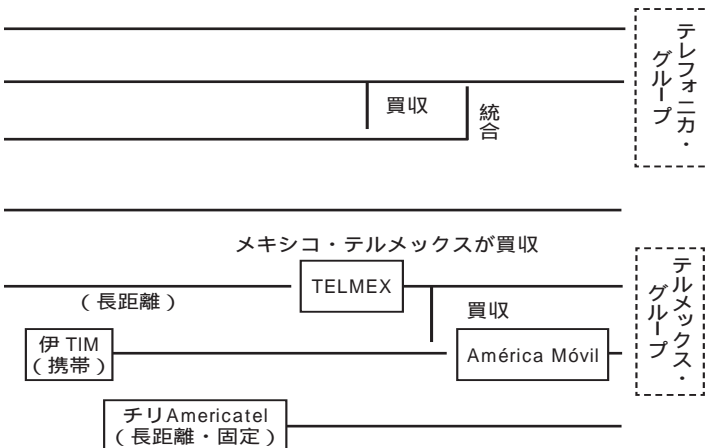 テレフォニカ・
グループ
買収
統合
メキシコ・テルメックスが買収
TELMEX
(長距離)
買収
テルメックス・
グループ
伊 TIM
(携帯)
América Móvil
チリAmericatel
(長距離・固定)